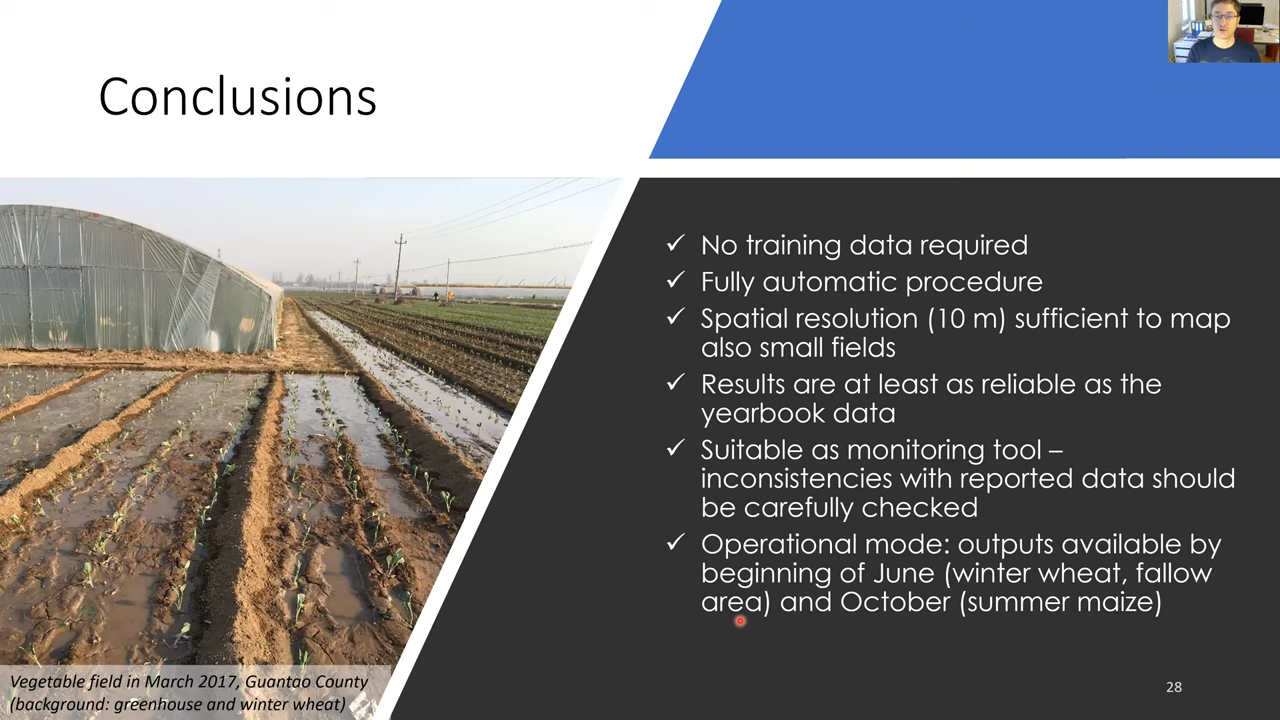 Conclusions
✓ No training data required
✓ Fully automatic procedure
✓ Spatial resolution (10 m) sufficient to map
also small fields
✓ Results are at least as reliable as the
yearbook data
✓ Suitable as monitoring tool –
inconsistencies with reported data should
be carefully checked
✓ Operational mode: outputs available by
beginning of June (winter wheat, fallow
area) and October (summer maize)
Vegetable field in March 2017, Guantao County
(background: greenhouse and winter wheat)
28